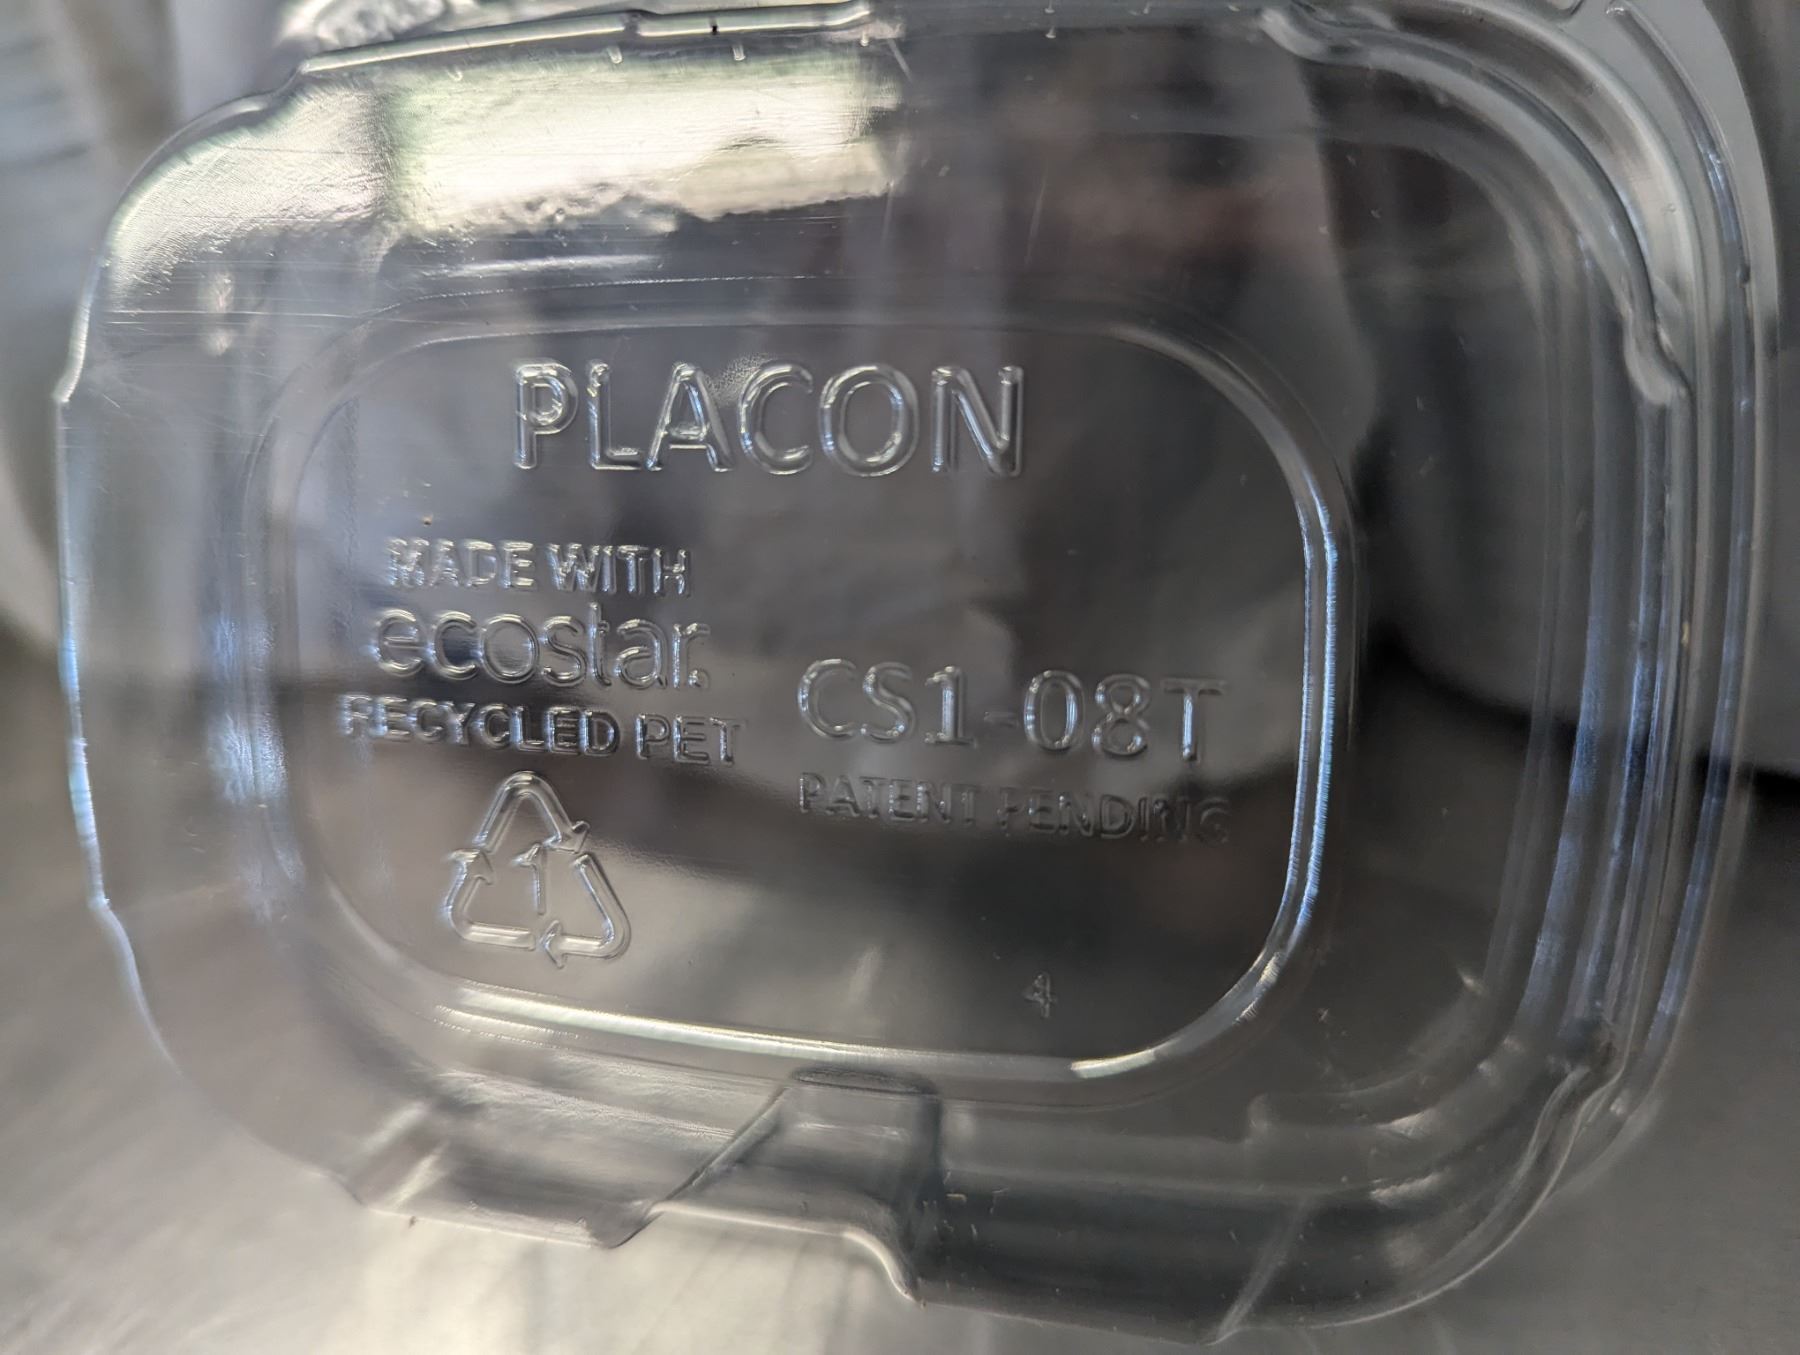 PLACON
MADE WITH
ecostar.
RECYCLED PET
1
CS1-08T
PATENT PENDING
4